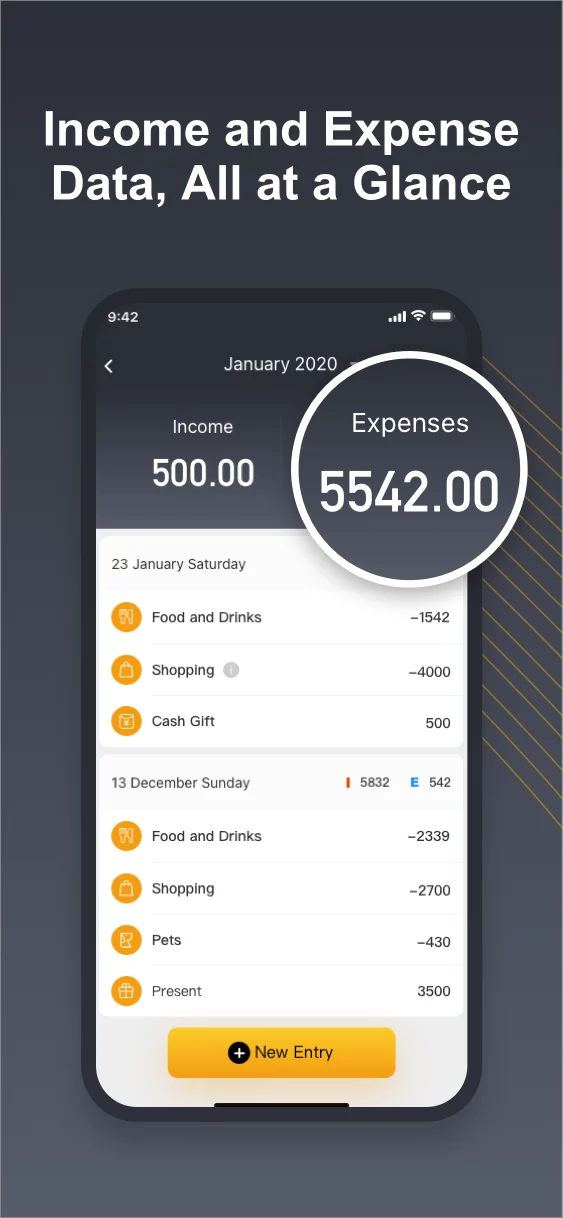 Income and Expense
Data, All at a Glance
9:42
January 2020
Income
500.00
Expenses
5542.00
23 January Saturday
Food and Drinks –1542
Shopping –4000
Cash Gift 500
13 December Sunday I 5832 E 542
Food and Drinks –2339
Shopping –2700
Pets –430
Present 3500
New Entry